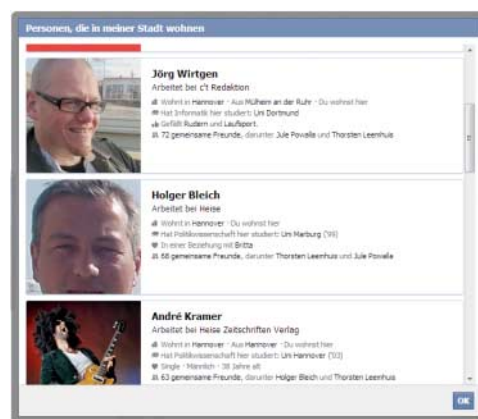 Personen, die in meiner Stadt wohnen
Jörg Wirtgen
Arbeitet bei c't Redaktion
Wohnt in Hannover · Aus Mülheim an der Ruhr · Du wohnst hier
Hat Informatik hier studiert: Uni Dortmund
Gefällt Rudern und Laufsport.
72 gemeinsame Freunde, darunter Jule Powalla und Thorsten Leemhuis
Holger Bleich
Arbeitet bei Heise
Wohnt in Hannover · Du wohnst hier
Hat Politikwissenschaft hier studiert: Uni Marburg ('99)
In einer Beziehung mit Britta
66 gemeinsame Freunde, darunter Thorsten Leemhuis und Jule Powalla
André Kramer
Arbeitet bei Heise Zeitschriften Verlag
Wohnt in Hannover · Aus Hannover · Du wohnst hier
Hat Politikwissenschaft hier studiert: Uni Hannover ('03)
Single · Männlich · 38 Jahre alt
63 gemeinsame Freunde, darunter Holger Bleich und Thorsten Leemhuis
OK